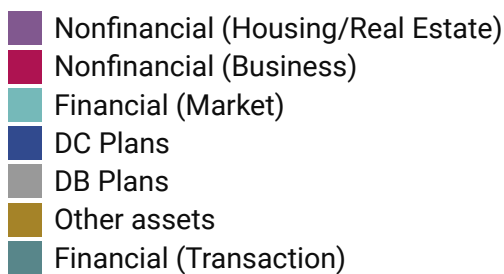 Nonfinancial (Housing/Real Estate)
Nonfinancial (Business)
Financial (Market)
DC Plans
DB Plans
Other assets
Financial (Transaction)